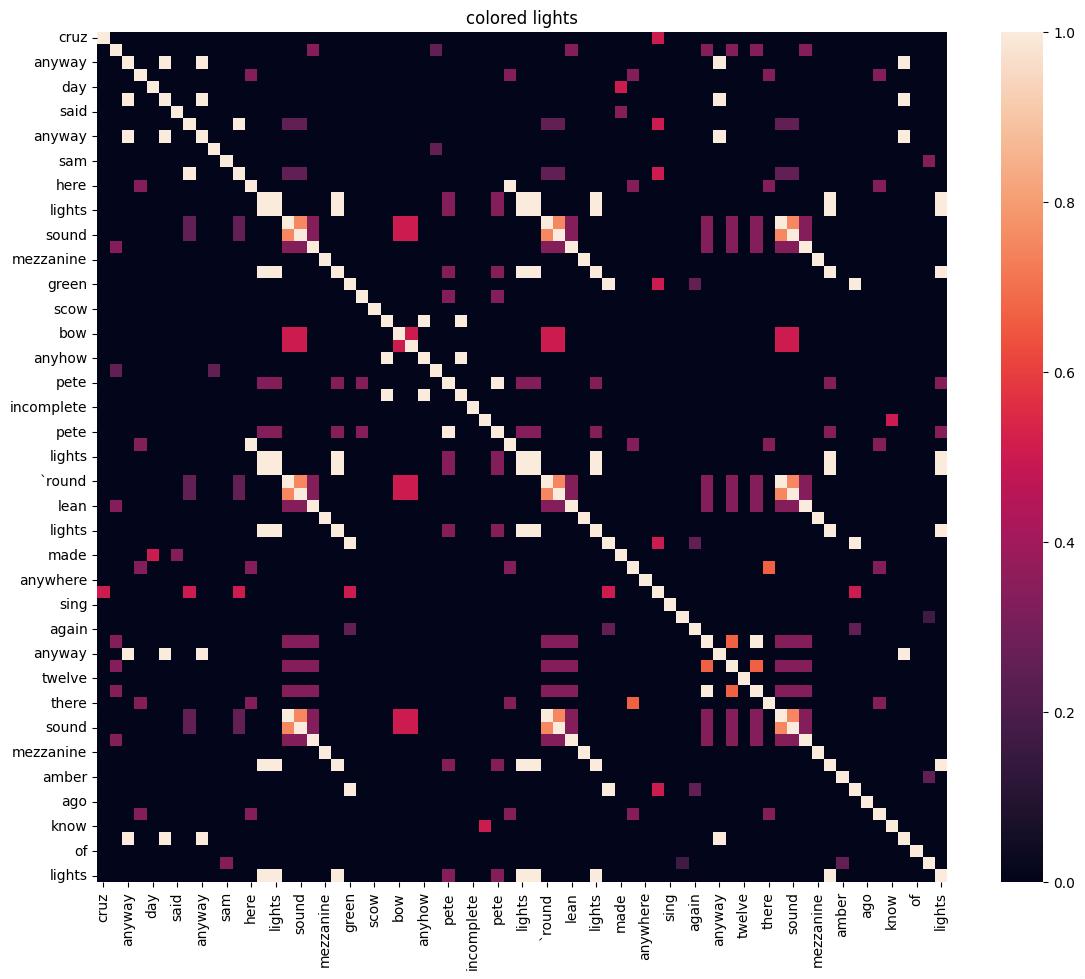 colored lights
cruz
anyway
day
said
anyway
sam
here
lights
sound
mezzanine
green
scow
bow
anyhow
pete
incomplete
pete
lights
`round
lean
lights
made
anywhere
sing
again
anyway
twelve
there
sound
mezzanine
amber
ago
know
of
lights
1.0
0.8
0.6
0.4
0.2
0.0
cruz
anyway
day
said
anyway
sam
here
lights
sound
mezzanine
green
scow
bow
anyhow
pete
incomplete
pete
lights
`round
lean
lights
made
anywhere
sing
again
anyway
twelve
there
sound
mezzanine
amber
ago
know
of
lights